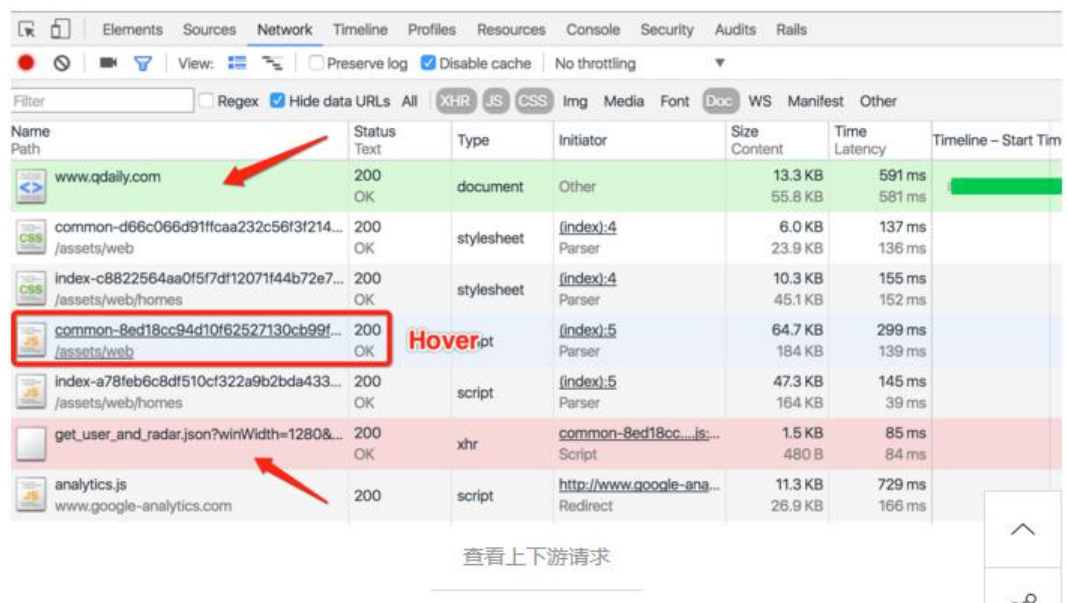 Elements Sources Network Timeline Profiles Resources Console Security Audits Rails
View: Preserve log Disable cache No throttling
Filter Regex Hide data URLs All XHR JS CSS Img Media Font Doc WS Manifest Other
Name Status Type Initiator Size Time Timeline – Start Tim
Path Text Content Latency
www.qdaily.com 200 document Other 13.3 KB 591 ms
OK 55.8 KB 581 ms
CSS common-d66c066d91ffcaa232c56f3f214... 200 stylesheet (index):4 6.0 KB 137 ms
/assets/web OK Parser 23.9 KB 136 ms
CSS index-c8822564aa0f5f7df12071f44b72e7... 200 stylesheet (index):4 10.3 KB 155 ms
/assets/web/homes OK Parser 45.1 KB 152 ms
JS common-8ed18cc94d10f62527130cb99f... 200 Hover pt (index):5 64.7 KB 299 ms
/assets/web OK Parser 184 KB 139 ms
JS index-a78feb6c8df510cf322a9b2bda433... 200 script (index):5 47.3 KB 145 ms
/assets/web/homes OK Parser 164 KB 39 ms
get_user_and_radar.json?winWidth=1280&... 200 xhr common-8ed18cc....js:... 1.5 KB 85 ms
OK Script 480 B 84 ms
JS analytics.js 200 script http://www.google-ana... 11.3 KB 729 ms
www.google-analytics.com Redirect 26.9 KB 166 ms
查看上下游请求